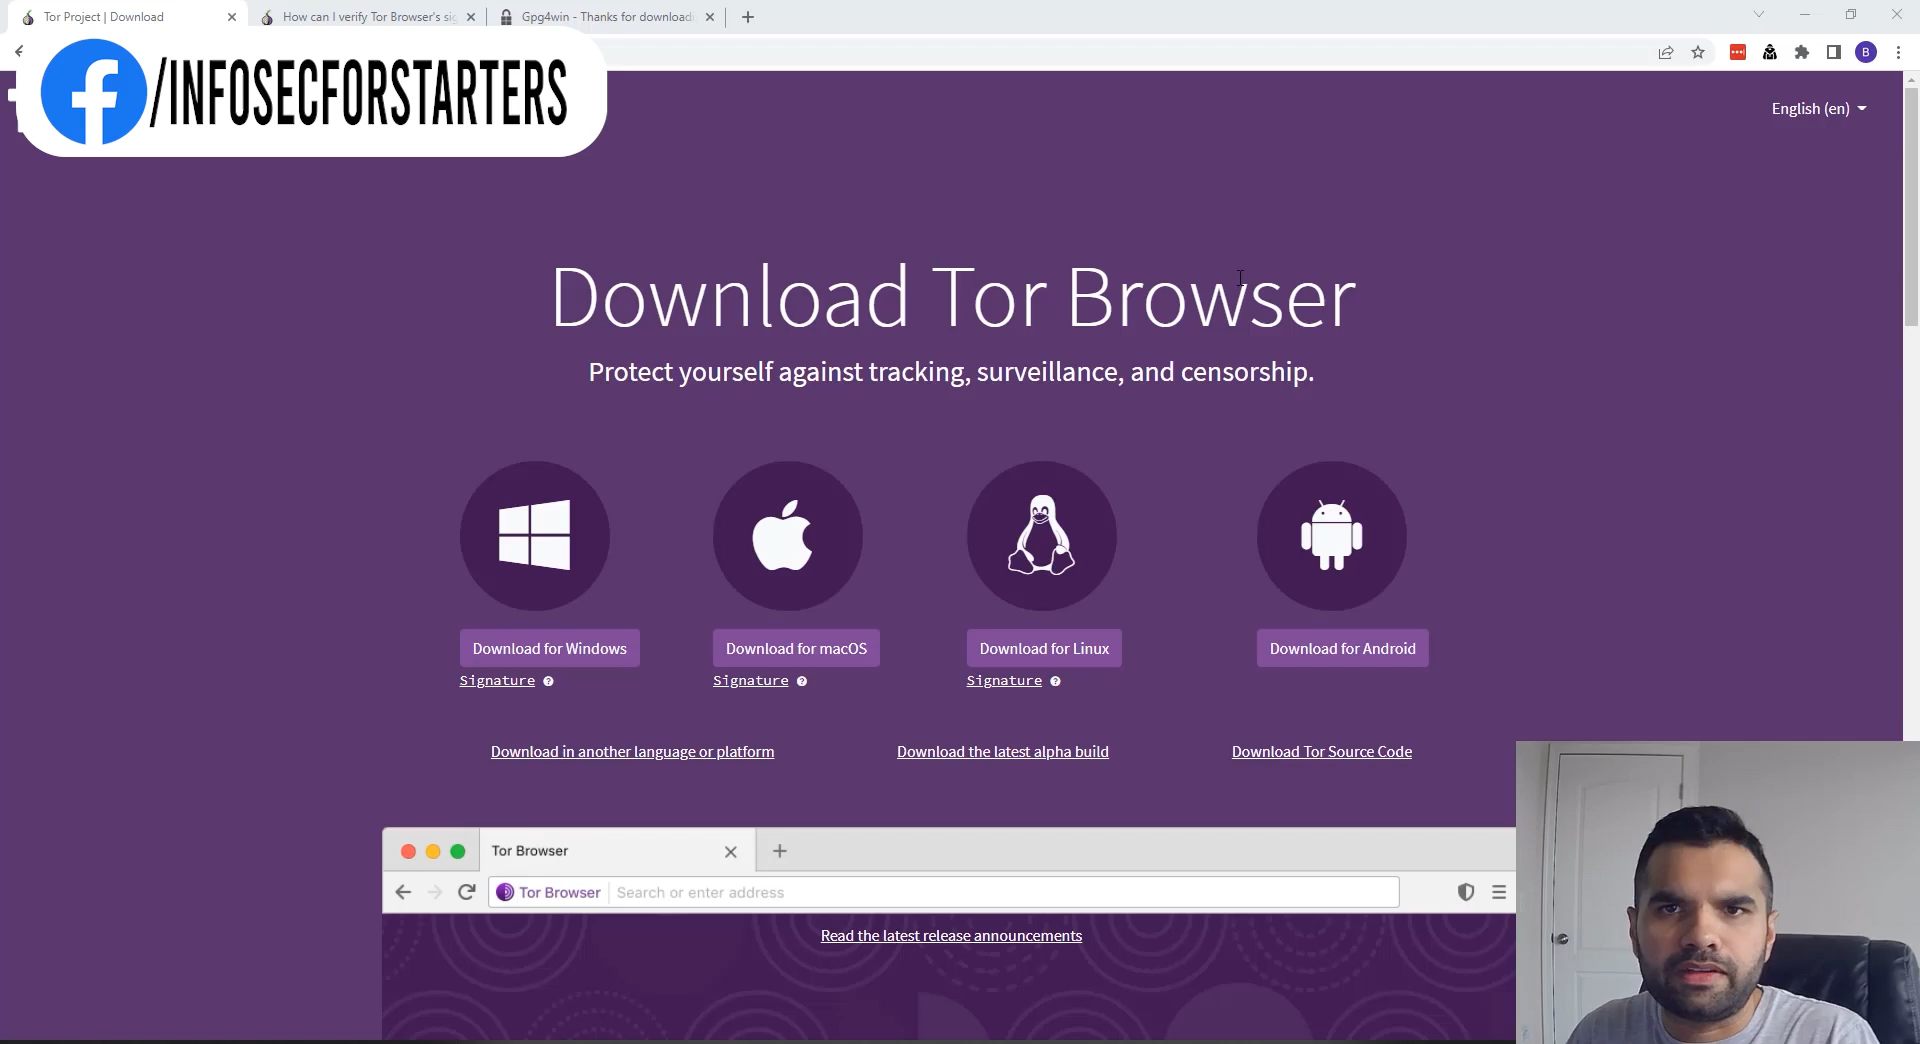 Tor Project | Download
How can I verify Tor Browser's sig
Gpg4win - Thanks for download
/INFOSECFORSTARTERS
B
English (en)
Download Tor Browser
Protect yourself against tracking, surveillance, and censorship.
Download for Windows
Download for macOS
Download for Linux
Download for Android
Signature ?
Signature ?
Signature ?
Download in another language or platform
Download the latest alpha build
Download Tor Source Code
Tor Browser
Tor Browser
Search or enter address
Read the latest release announcements